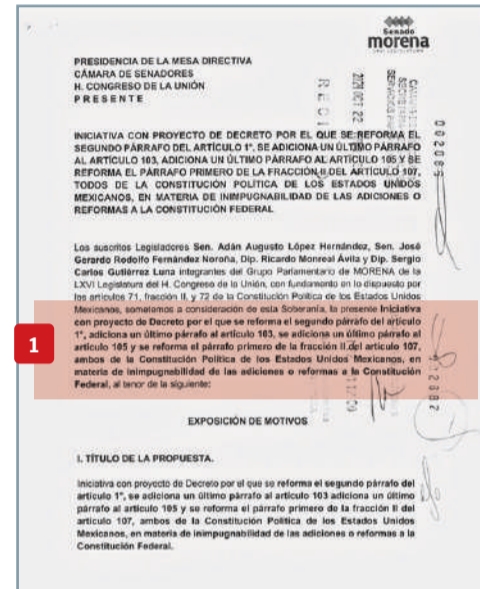 Senado
morena
PRESIDENCIA DE LA MESA DIRECTIVA
CÁMARA DE SENADORES
H. CONGRESO DE LA UNIÓN
P R E S E N T E
2024 OCT 22
INICIATIVA CON PROYECTO DE DECRETO POR EL QUE SE REFORMA EL
SEGUNDO PÁRRAFO DEL ARTÍCULO 1º, SE ADICIONA UN ÚLTIMO PÁRRAFO
AL ARTÍCULO 103, ADICIONA UN ÚLTIMO PÁRRAFO AL ARTÍCULO 105 Y SE
REFORMA EL PÁRRAFO PRIMERO DE LA FRACCIÓN II DEL ARTÍCULO 107,
TODOS DE LA CONSTITUCIÓN POLÍTICA DE LOS ESTADOS UNIDOS
MEXICANOS, EN MATERIA DE INIMPUGNABILIDAD DE LAS ADICIONES O
REFORMAS A LA CONSTITUCIÓN FEDERAL
Los suscritos Legisladores Sen. Adán Augusto López Hernández, Sen. José
Gerardo Rodolfo Fernández Noroña, Dip. Ricardo Monreal Ávila y Dip. Sergio
Carlos Gutiérrez Luna integrantes del Grupo Parlamentario de MORENA de la
LXVI Legislatura del H. Congreso de la Unión, con fundamento en lo dispuesto por
los artículos 71, fracción II, y 72 de la Constitución Política de los Estados Unidos
Mexicanos, sometemos a consideración de esta Soberanía, la presente Iniciativa
con proyecto de Decreto por el que se reforma el segundo párrafo del artículo
1º, adiciona un último párrafo al artículo 103, se adiciona un último párrafo al
artículo 105 y se reforma el párrafo primero de la fracción II del artículo 107,
ambos de la Constitución Política de los Estados Unidos Mexicanos, en
materia de inimpugnabilidad de las adiciones o reformas a la Constitución
Federal, al tenor de la siguiente:
1
EXPOSICIÓN DE MOTIVOS
I. TÍTULO DE LA PROPUESTA.
Iniciativa con proyecto de Decreto por el que se reforma el segundo párrafo del
artículo 1º, se adiciona un último párrafo al artículo 103 adiciona un último
párrafo al artículo 105 y se reforma el párrafo primero de la fracción II del
artículo 107, ambos de la Constitución Política de los Estados Unidos
Mexicanos, en materia de inimpugnabilidad de las adiciones o reformas a la
Constitución Federal.